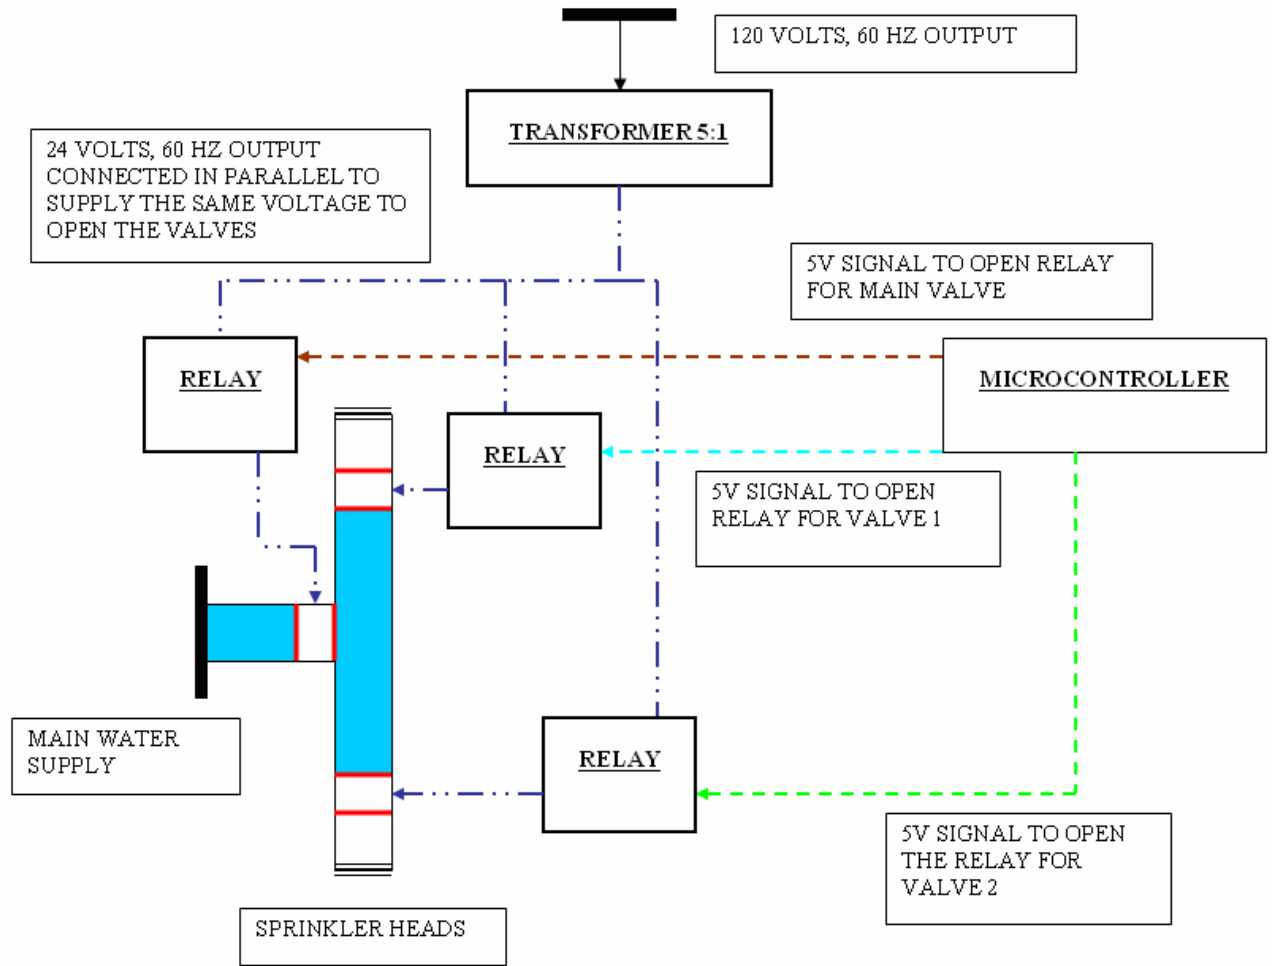 120 VOLTS, 60 HZ OUTPUT
TRANSFORMER 5:1
24 VOLTS, 60 HZ OUTPUT
CONNECTED IN PARALLEL TO
SUPPLY THE SAME VOLTAGE TO
OPEN THE VALVES
5V SIGNAL TO OPEN RELAY
FOR MAIN VALVE
RELAY
MICROCONTROLLER
RELAY
5V SIGNAL TO OPEN
RELAY FOR VALVE 1
MAIN WATER
SUPPLY
RELAY
5V SIGNAL TO OPEN
THE RELAY FOR
VALVE 2
SPRINKLER HEADS